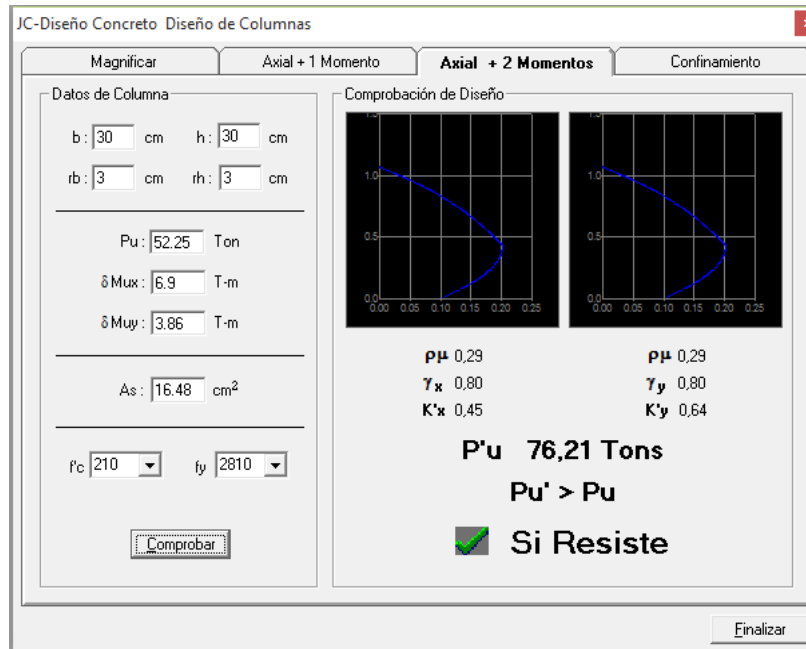 JC-Diseño Concreto Diseño de Columnas
Magnificar Axial + 1 Momento Axial + 2 Momentos Confinamiento
Datos de Columna
b : 30 cm h : 30 cm
rb : 3 cm rh : 3 cm
Pu : 52.25 Ton
δ Mux : 6.9 T-m
δ Muy : 3.86 T-m
As : 16.48 cm²
f'c 210 fy 2810
Comprobar
Comprobación de Diseño
1.0 1.0
0.5 0.5
0.0 0.0
0.00 0.05 0.10 0.15 0.20 0.25 0.00 0.05 0.10 0.15 0.20 0.25
ρμ 0,29 ρμ 0,29
γx 0,80 γy 0,80
K'x 0,45 K'y 0,64
P'u 76,21 Tons
Pu' > Pu
Si Resiste
Finalizar